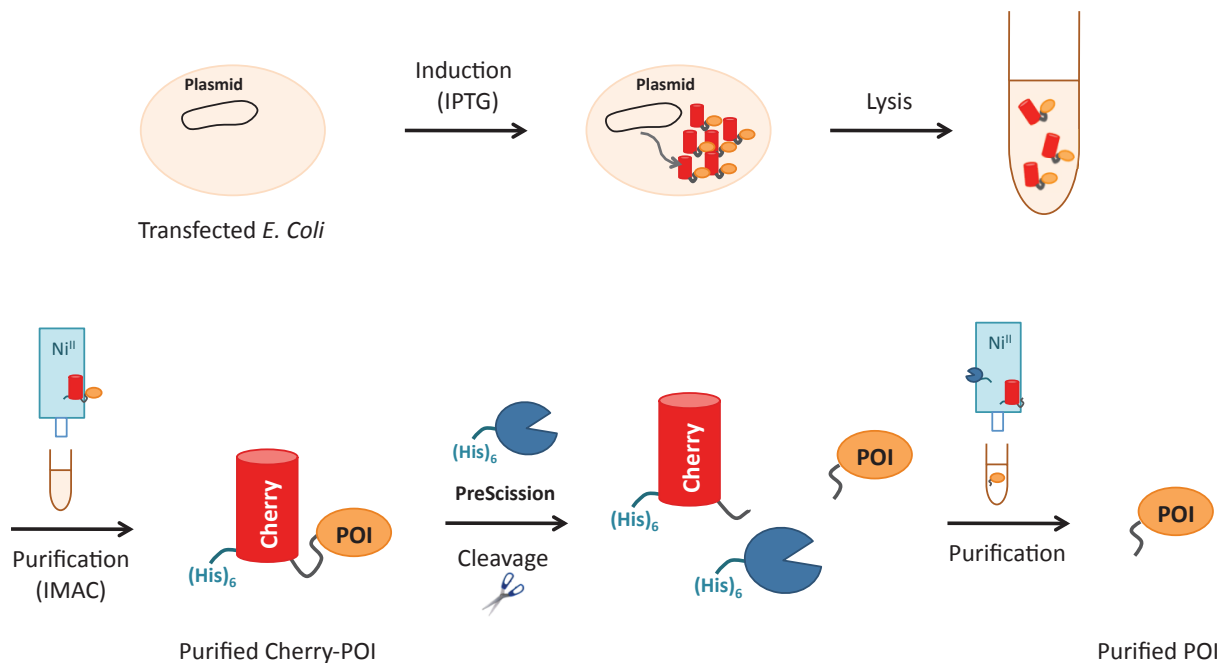 Plasmid
Induction
(IPTG)
Plasmid
Lysis
Transfected E. Coli
Ni^II
Purification
(IMAC)
(His)₆
Cherry
POI
Purified Cherry-POI
(His)₆
PreScission
Cleavage
(His)₆
Cherry
POI
(His)₆
Ni^II
Purification
POI
Purified POI